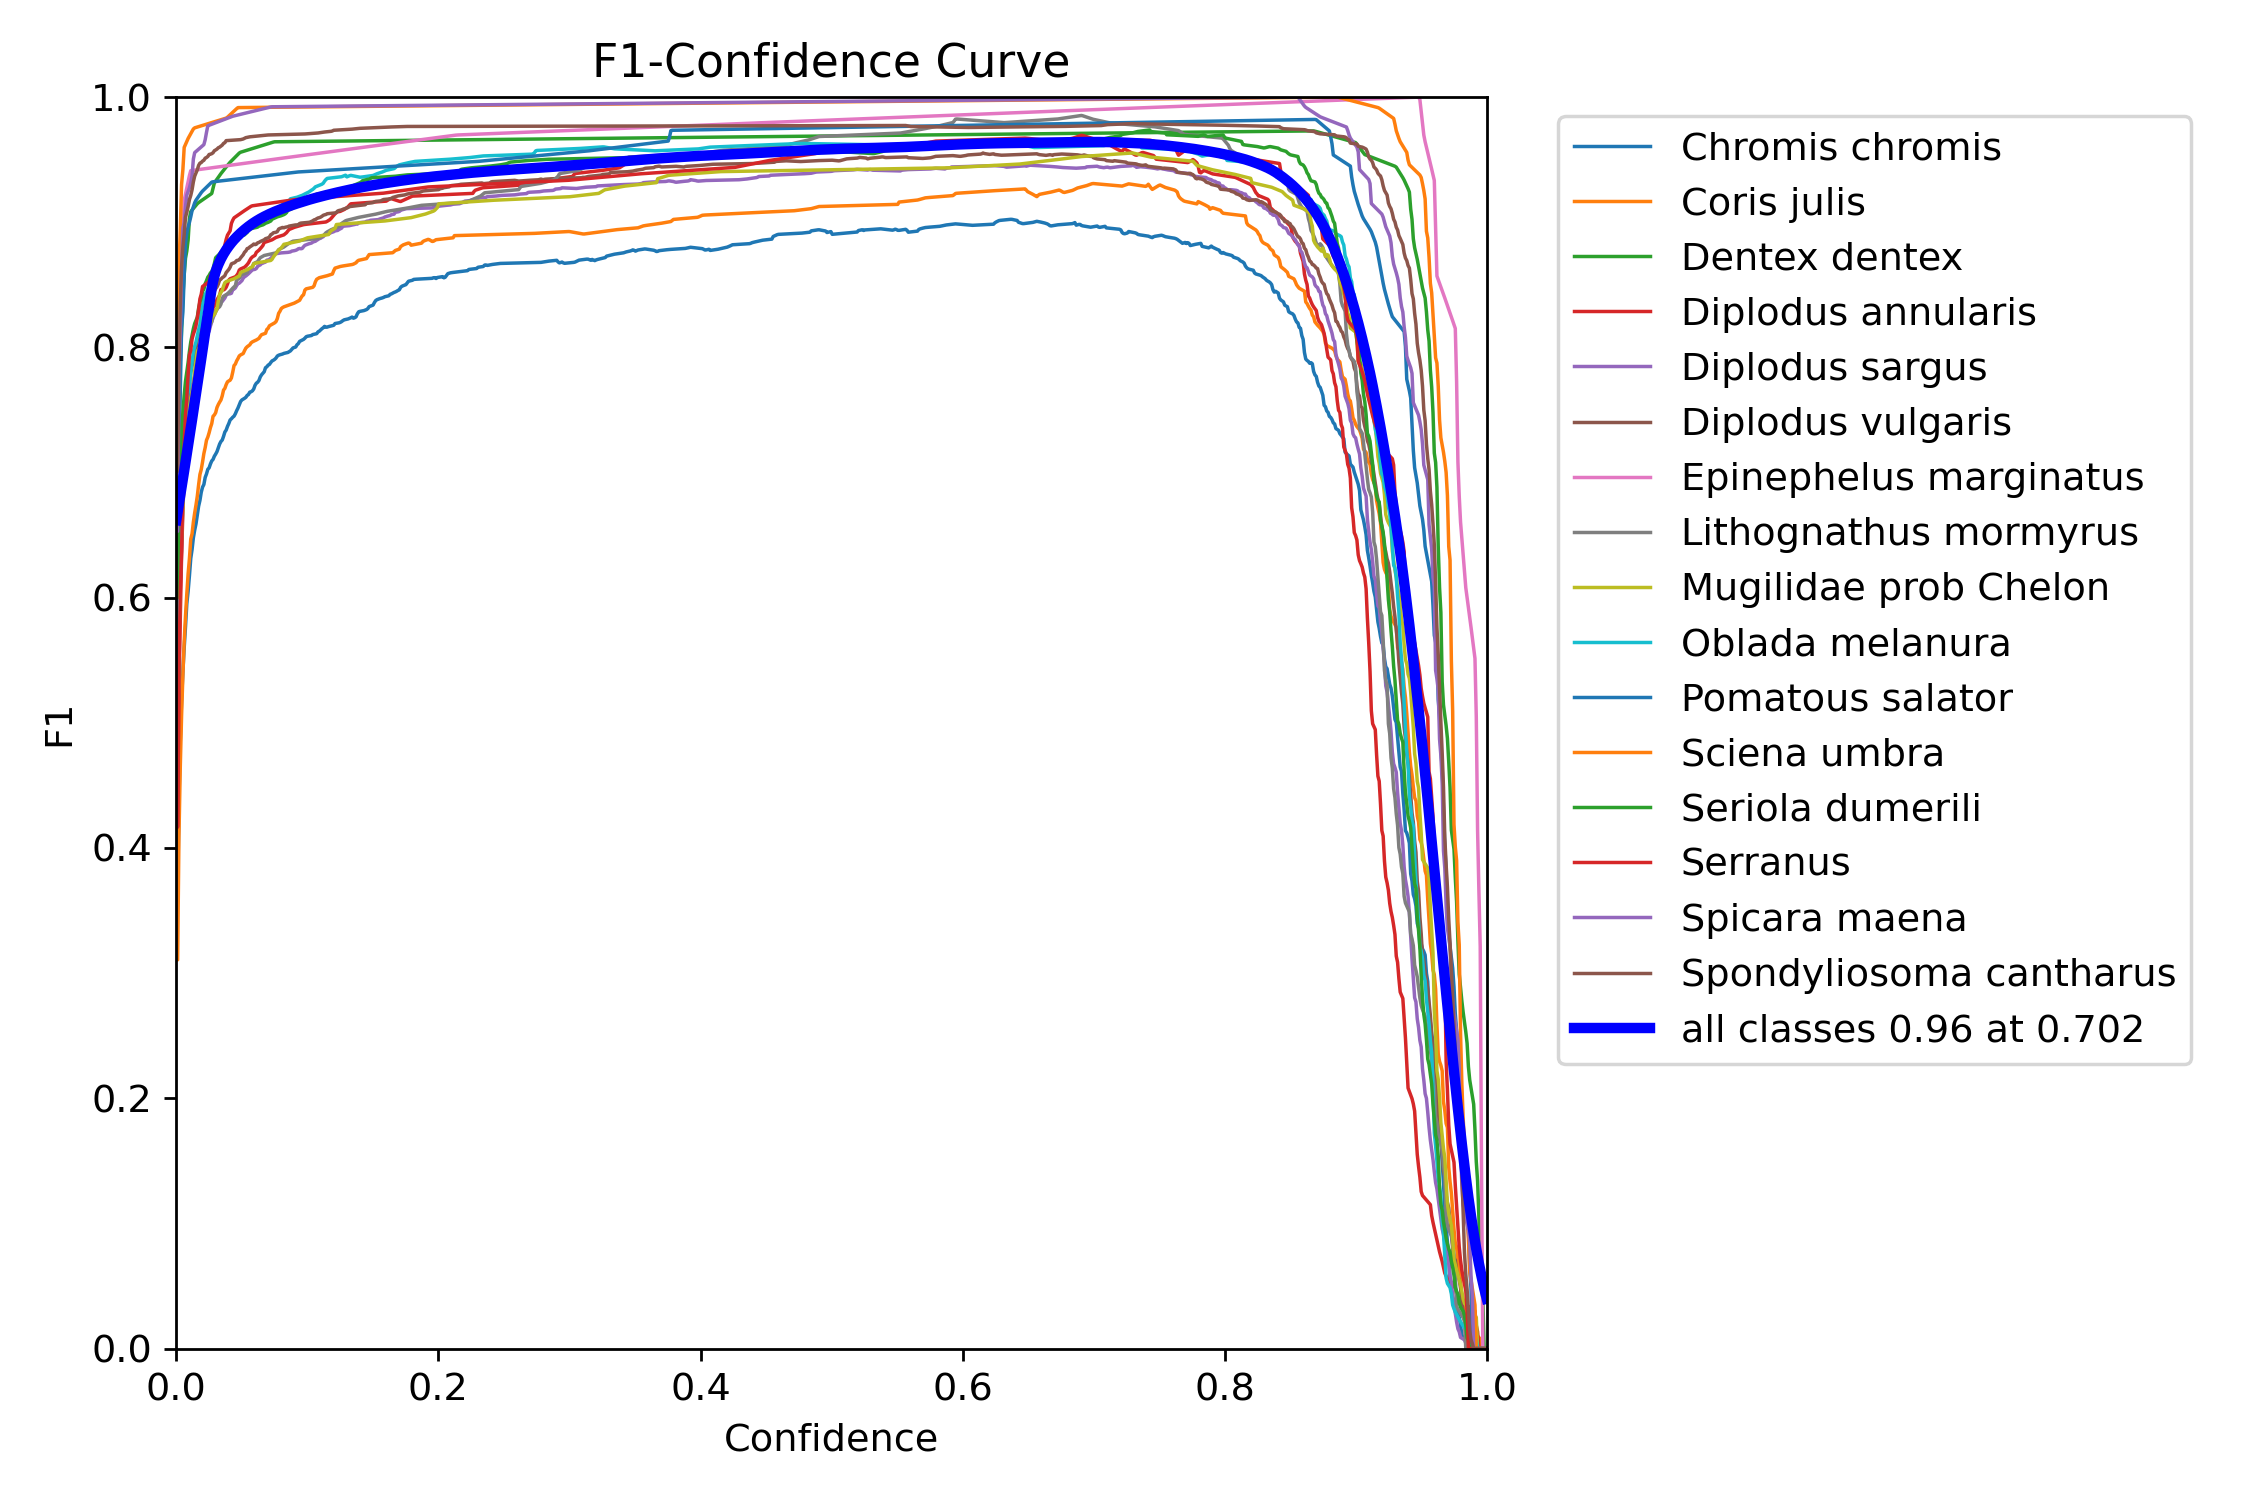 F1-Confidence Curve
1.0
0.8
0.6
0.4
0.2
0.0
F1
0.0 0.2 0.4 0.6 0.8 1.0
Confidence
Chromis chromis
Coris julis
Dentex dentex
Diplodus annularis
Diplodus sargus
Diplodus vulgaris
Epinephelus marginatus
Lithognathus mormyrus
Mugilidae prob Chelon
Oblada melanura
Pomatous salator
Sciena umbra
Seriola dumerili
Serranus
Spicara maena
Spondyliosoma cantharus
all classes 0.96 at 0.702